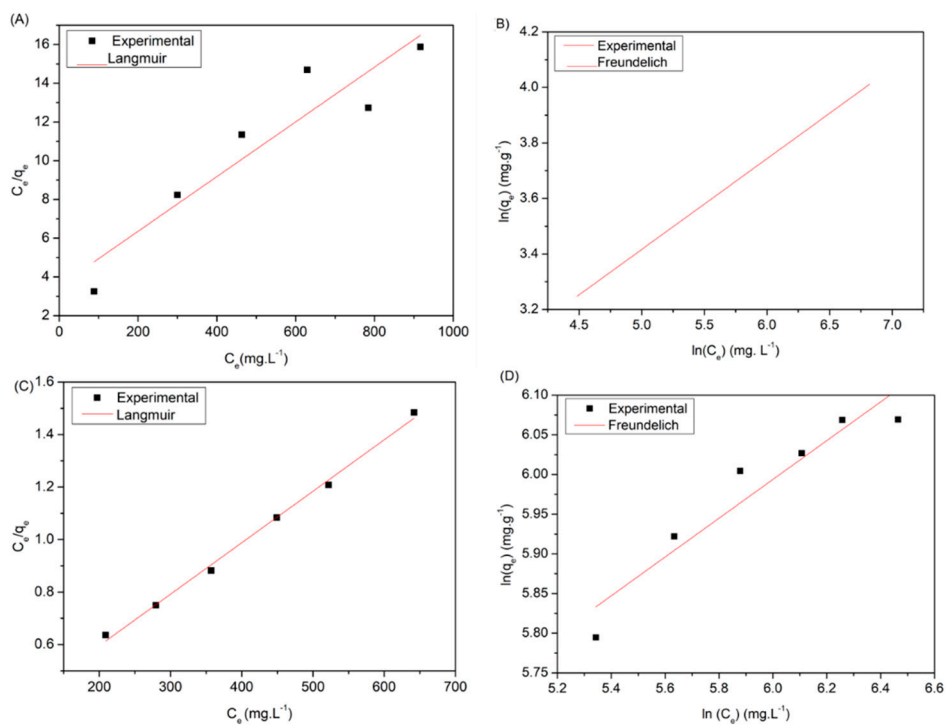 (A)
Experimental
Langmuir
16
14
12
10
8
6
4
2
0
200
400
600
800
1000
Cₑ/qₑ
Cₑ(mg.L⁻¹)
B)
Experimental
Freundelich
4.2
4.0
3.8
3.6
3.4
3.2
4.5
5.0
5.5
6.0
6.5
7.0
ln(qₑ) (mg.g⁻¹)
ln(Cₑ) (mg. L⁻¹)
(C)
Experimental
Langmuir
1.6
1.4
1.2
1.0
0.8
0.6
200
300
400
500
600
700
Cₑ/qₑ
Cₑ(mg.L⁻¹)
(D)
Experimental
Freundelich
6.10
6.05
6.00
5.95
5.90
5.85
5.80
5.75
5.2
5.4
5.6
5.8
6.0
6.2
6.4
6.6
ln(qₑ) (mg.g⁻¹)
ln (Cₑ) (mg.L⁻¹)